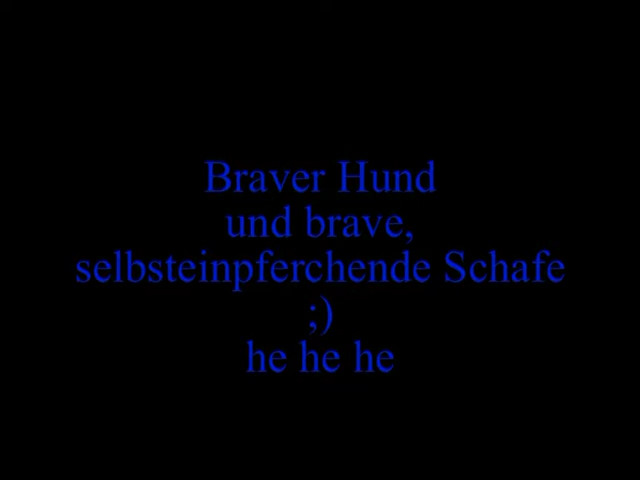 Braver Hund
und brave,
selbsteinpferchende Schafe
;)
he he he